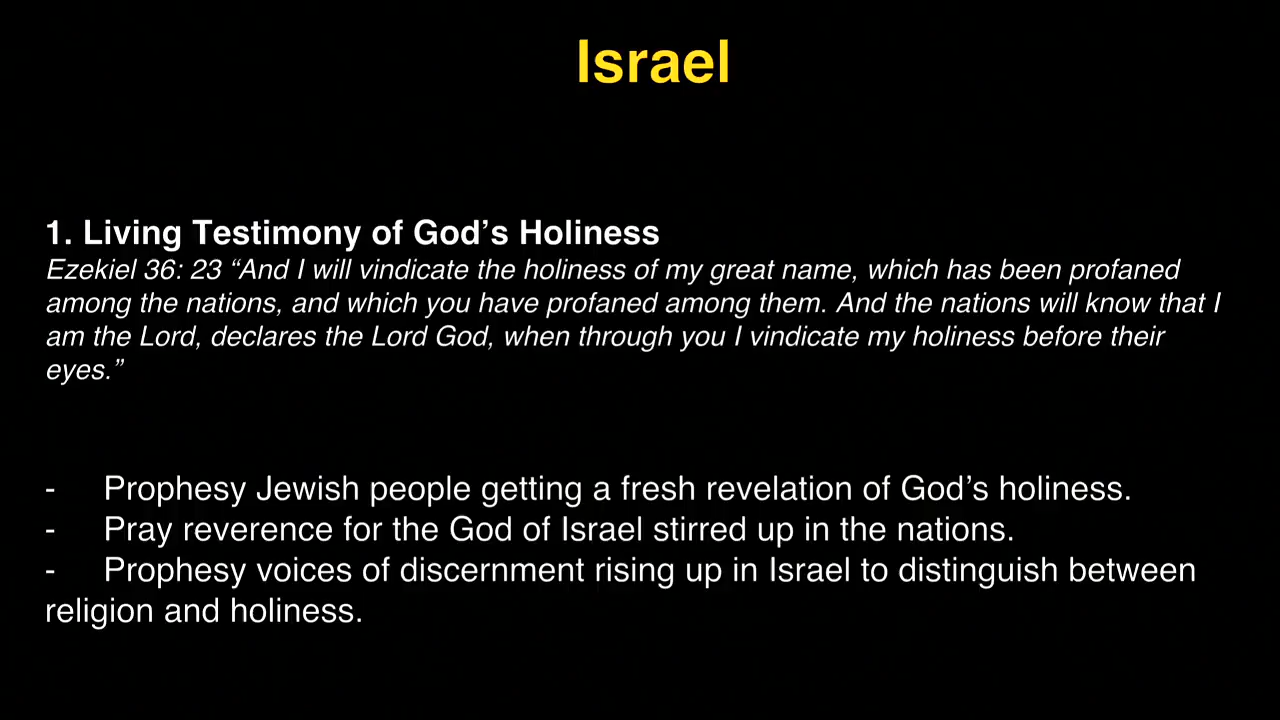 Israel
1. Living Testimony of God’s Holiness
Ezekiel 36: 23 “And I will vindicate the holiness of my great name, which has been profaned
among the nations, and which you have profaned among them. And the nations will know that I
am the Lord, declares the Lord God, when through you I vindicate my holiness before their
eyes.”
- Prophesy Jewish people getting a fresh revelation of God’s holiness.
- Pray reverence for the God of Israel stirred up in the nations.
- Prophesy voices of discernment rising up in Israel to distinguish between
religion and holiness.